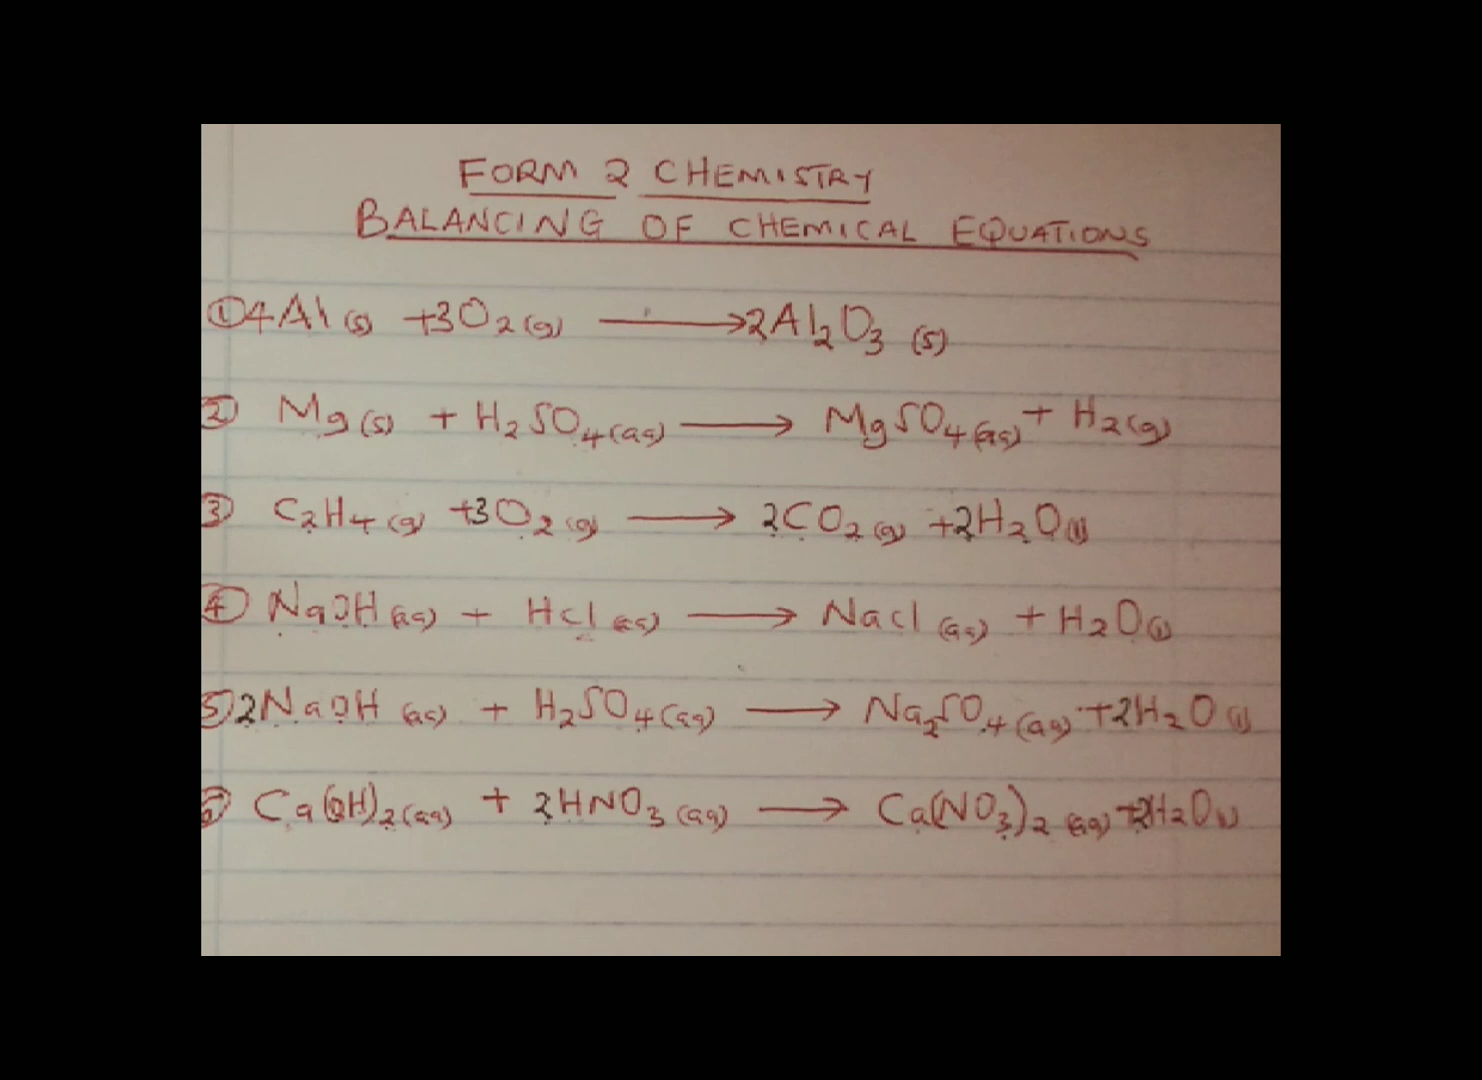 FORM 2 CHEMISTRY
BALANCING OF CHEMICAL EQUATIONS
① 4Al(s) +3O₂(g) ⟶ 2Al₂O₃ (s)
② Mg(s) + H₂SO₄(aq) ⟶ MgSO₄(aq) + H₂(g)
③ C₂H₄(g) +3O₂(g) ⟶ 2CO₂(g) +2H₂O(l)
④ NaOH(aq) + HCl(aq) ⟶ Nacl(aq) + H₂O(l)
⑤ 2NaOH(aq) + H₂SO₄(aq) ⟶ Na₂SO₄(aq) +2H₂O(l)
⑥ Ca(OH)₂(aq) + 2HNO₃(aq) ⟶ Ca(NO₃)₂(aq) +2H₂O(l)